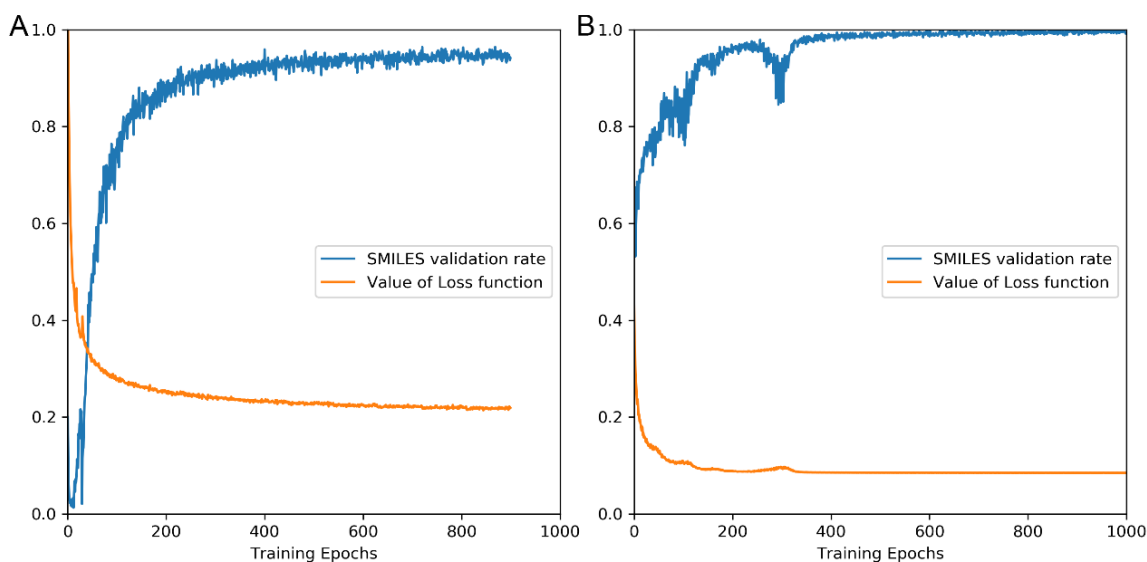 A
1.0
0.8
0.6
0.4
0.2
0.0
SMILES validation rate
Value of Loss function
0 200 400 600 800 1000
Training Epochs
B
1.0
0.8
0.6
0.4
0.2
0.0
SMILES validation rate
Value of Loss function
0 200 400 600 800 1000
Training Epochs